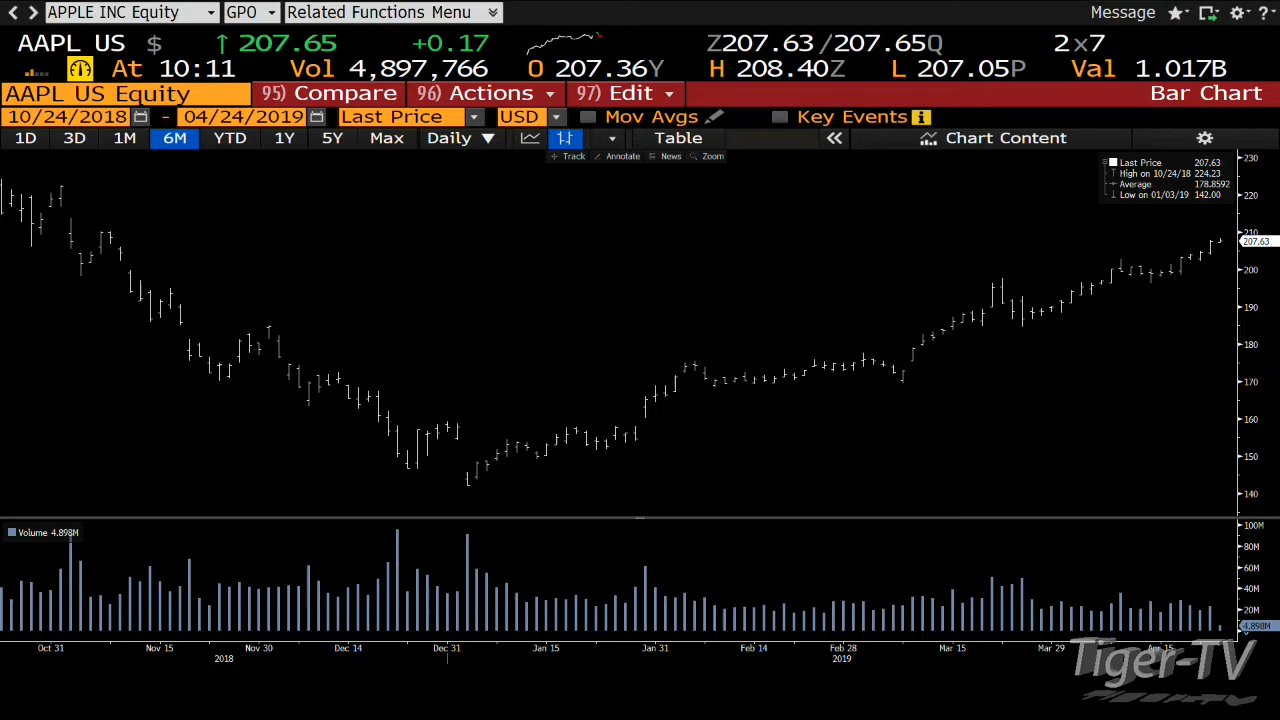 APPLE INC Equity GPO Related Functions Menu Message ?
AAPL US $ ↑ 207.65 +0.17 Z207.63 /207.65Q 2x7
At 10:11 Vol 4,897,766 O 207.36Y H 208.40Z L 207.05P Val 1.017B
AAPL US Equity 95) Compare 96) Actions 97) Edit Bar Chart
10/24/2018 - 04/24/2019 Last Price USD Mov Avgs Key Events i
1D 3D 1M 6M YTD 1Y 5Y Max Daily ▼ Table « Chart Content
Track Annotate News Zoom
Last Price 207.63
High on 10/24/18 224.23
Average 178.8592
Low on 01/03/19 142.00
230
220
210
207.63
200
190
180
170
160
150
140
Volume 4.898M
100M
80M
60M
40M
20M
4.898M
0
Oct 31 Nov 15 Nov 30 Dec 14 Dec 31 Jan 15 Jan 31 Feb 14 Feb 28 Mar 15 Mar 29 Apr 15
2018 2019
Tiger-TV